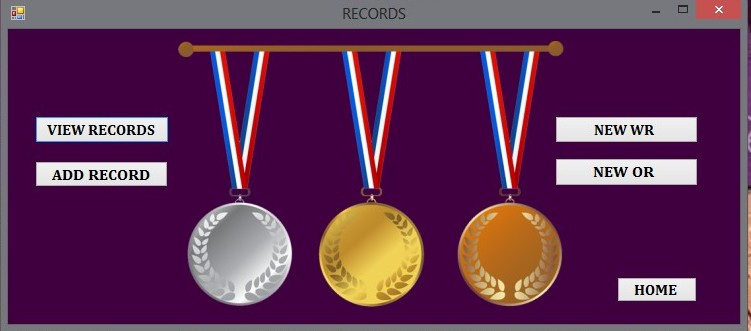 RECORDS
VIEW RECORDS
NEW WR
ADD RECORD
NEW OR
HOME